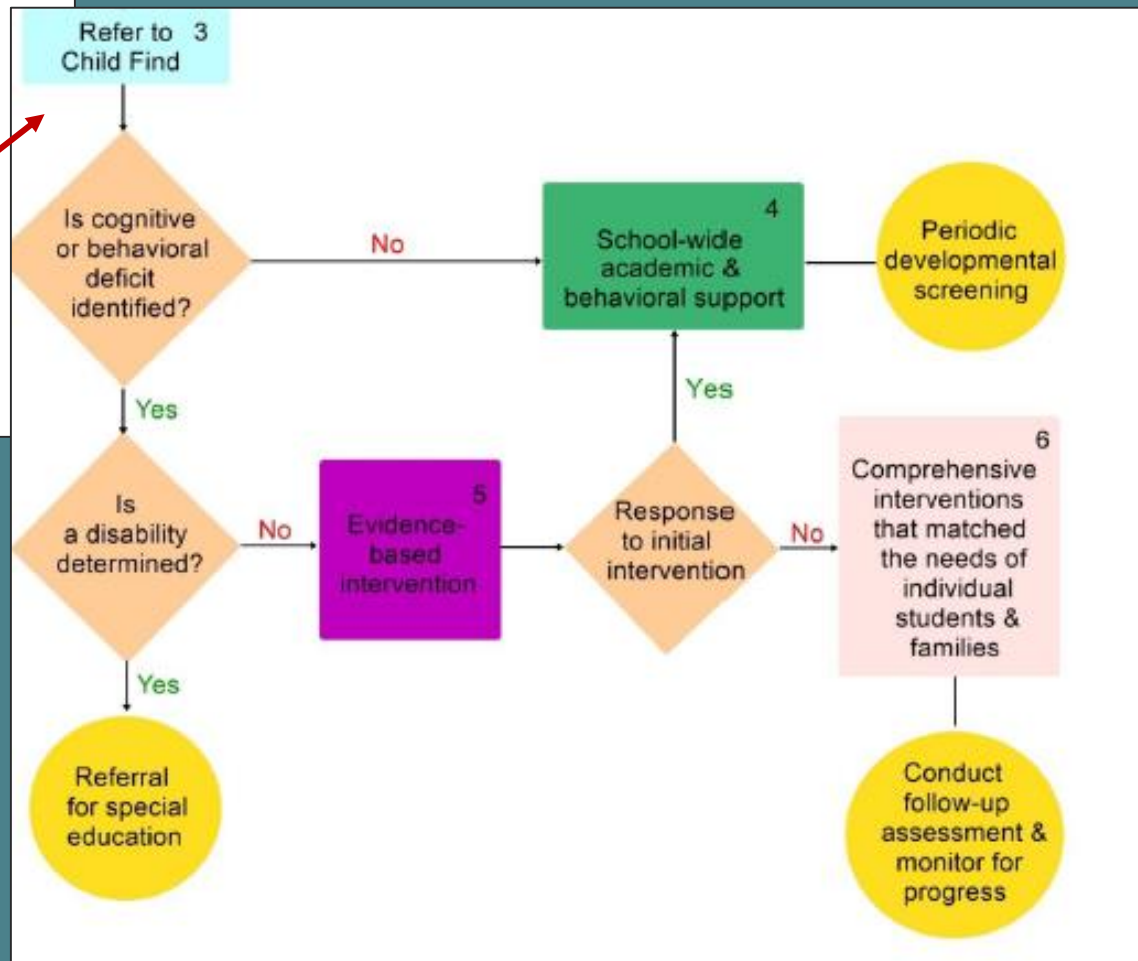 Refer to 3
Child Find
Is cognitive
or behavioral
deficit
identified?
No
4
School-wide
academic &
behavioral support
Periodic
developmental
screening
Yes
Yes
Is
a disability
determined?
No
5
Evidence-
based
intervention
Response
to initial
intervention
No
6
Comprehensive
interventions
that matched
the needs of
individual
students &
families
Yes
Referral
for special
education
Conduct
follow-up
assessment &
monitor for
progress